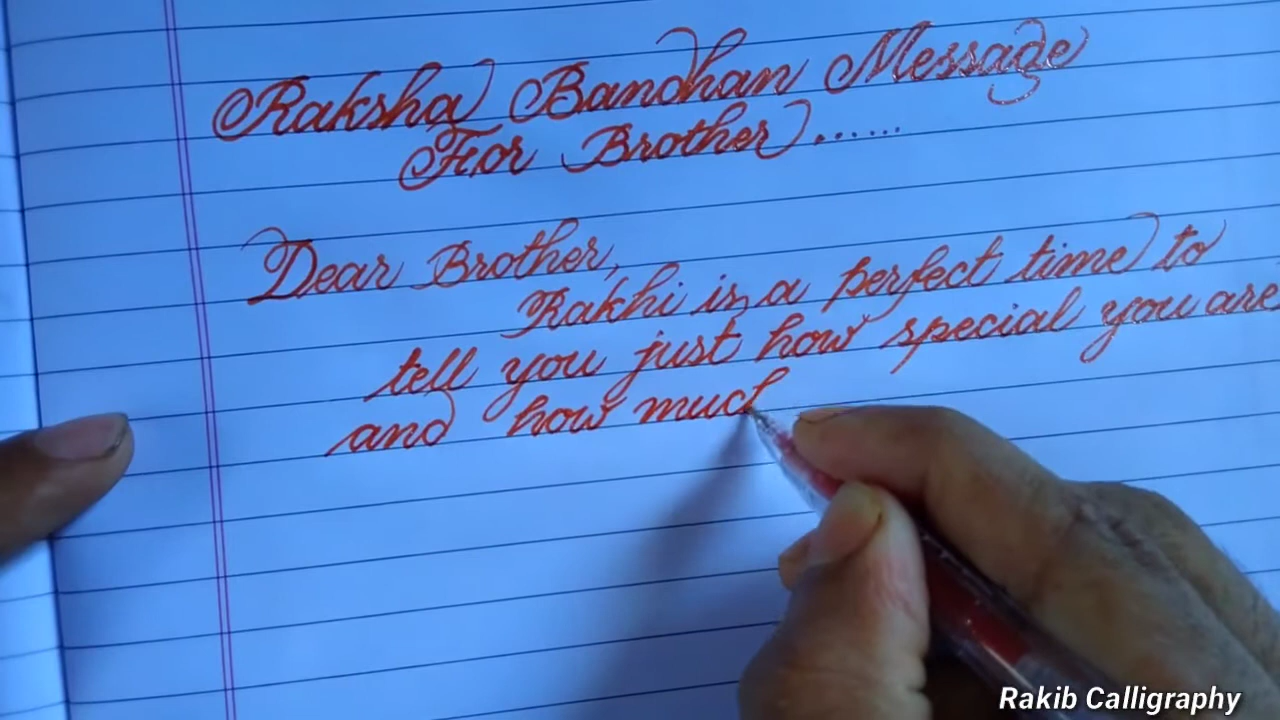 Raksha Bandhan Message
For Brother.......
Dear Brother,
Rakhi is a perfect time to
tell you just how special you are
and how much
Rakib Calligraphy